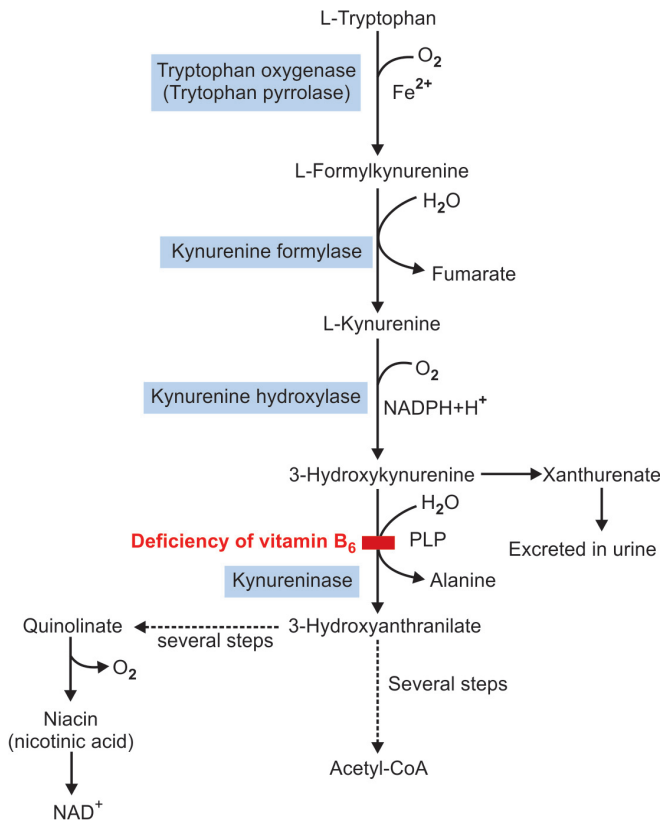 L-Tryptophan
Tryptophan oxygenase
(Trytophan pyrrolase)
O2
Fe2+
L-Formylkynurenine
H2O
Kynurenine formylase
Fumarate
L-Kynurenine
O2
Kynurenine hydroxylase
NADPH+H+
3-Hydroxykynurenine
Xanthurenate
H2O
Deficiency of vitamin B6
PLP
Excreted in urine
Kynureninase
Alanine
Quinolinate
several steps
3-Hydroxyanthranilate
O2
Several steps
Niacin
(nicotinic acid)
Acetyl-CoA
NAD+